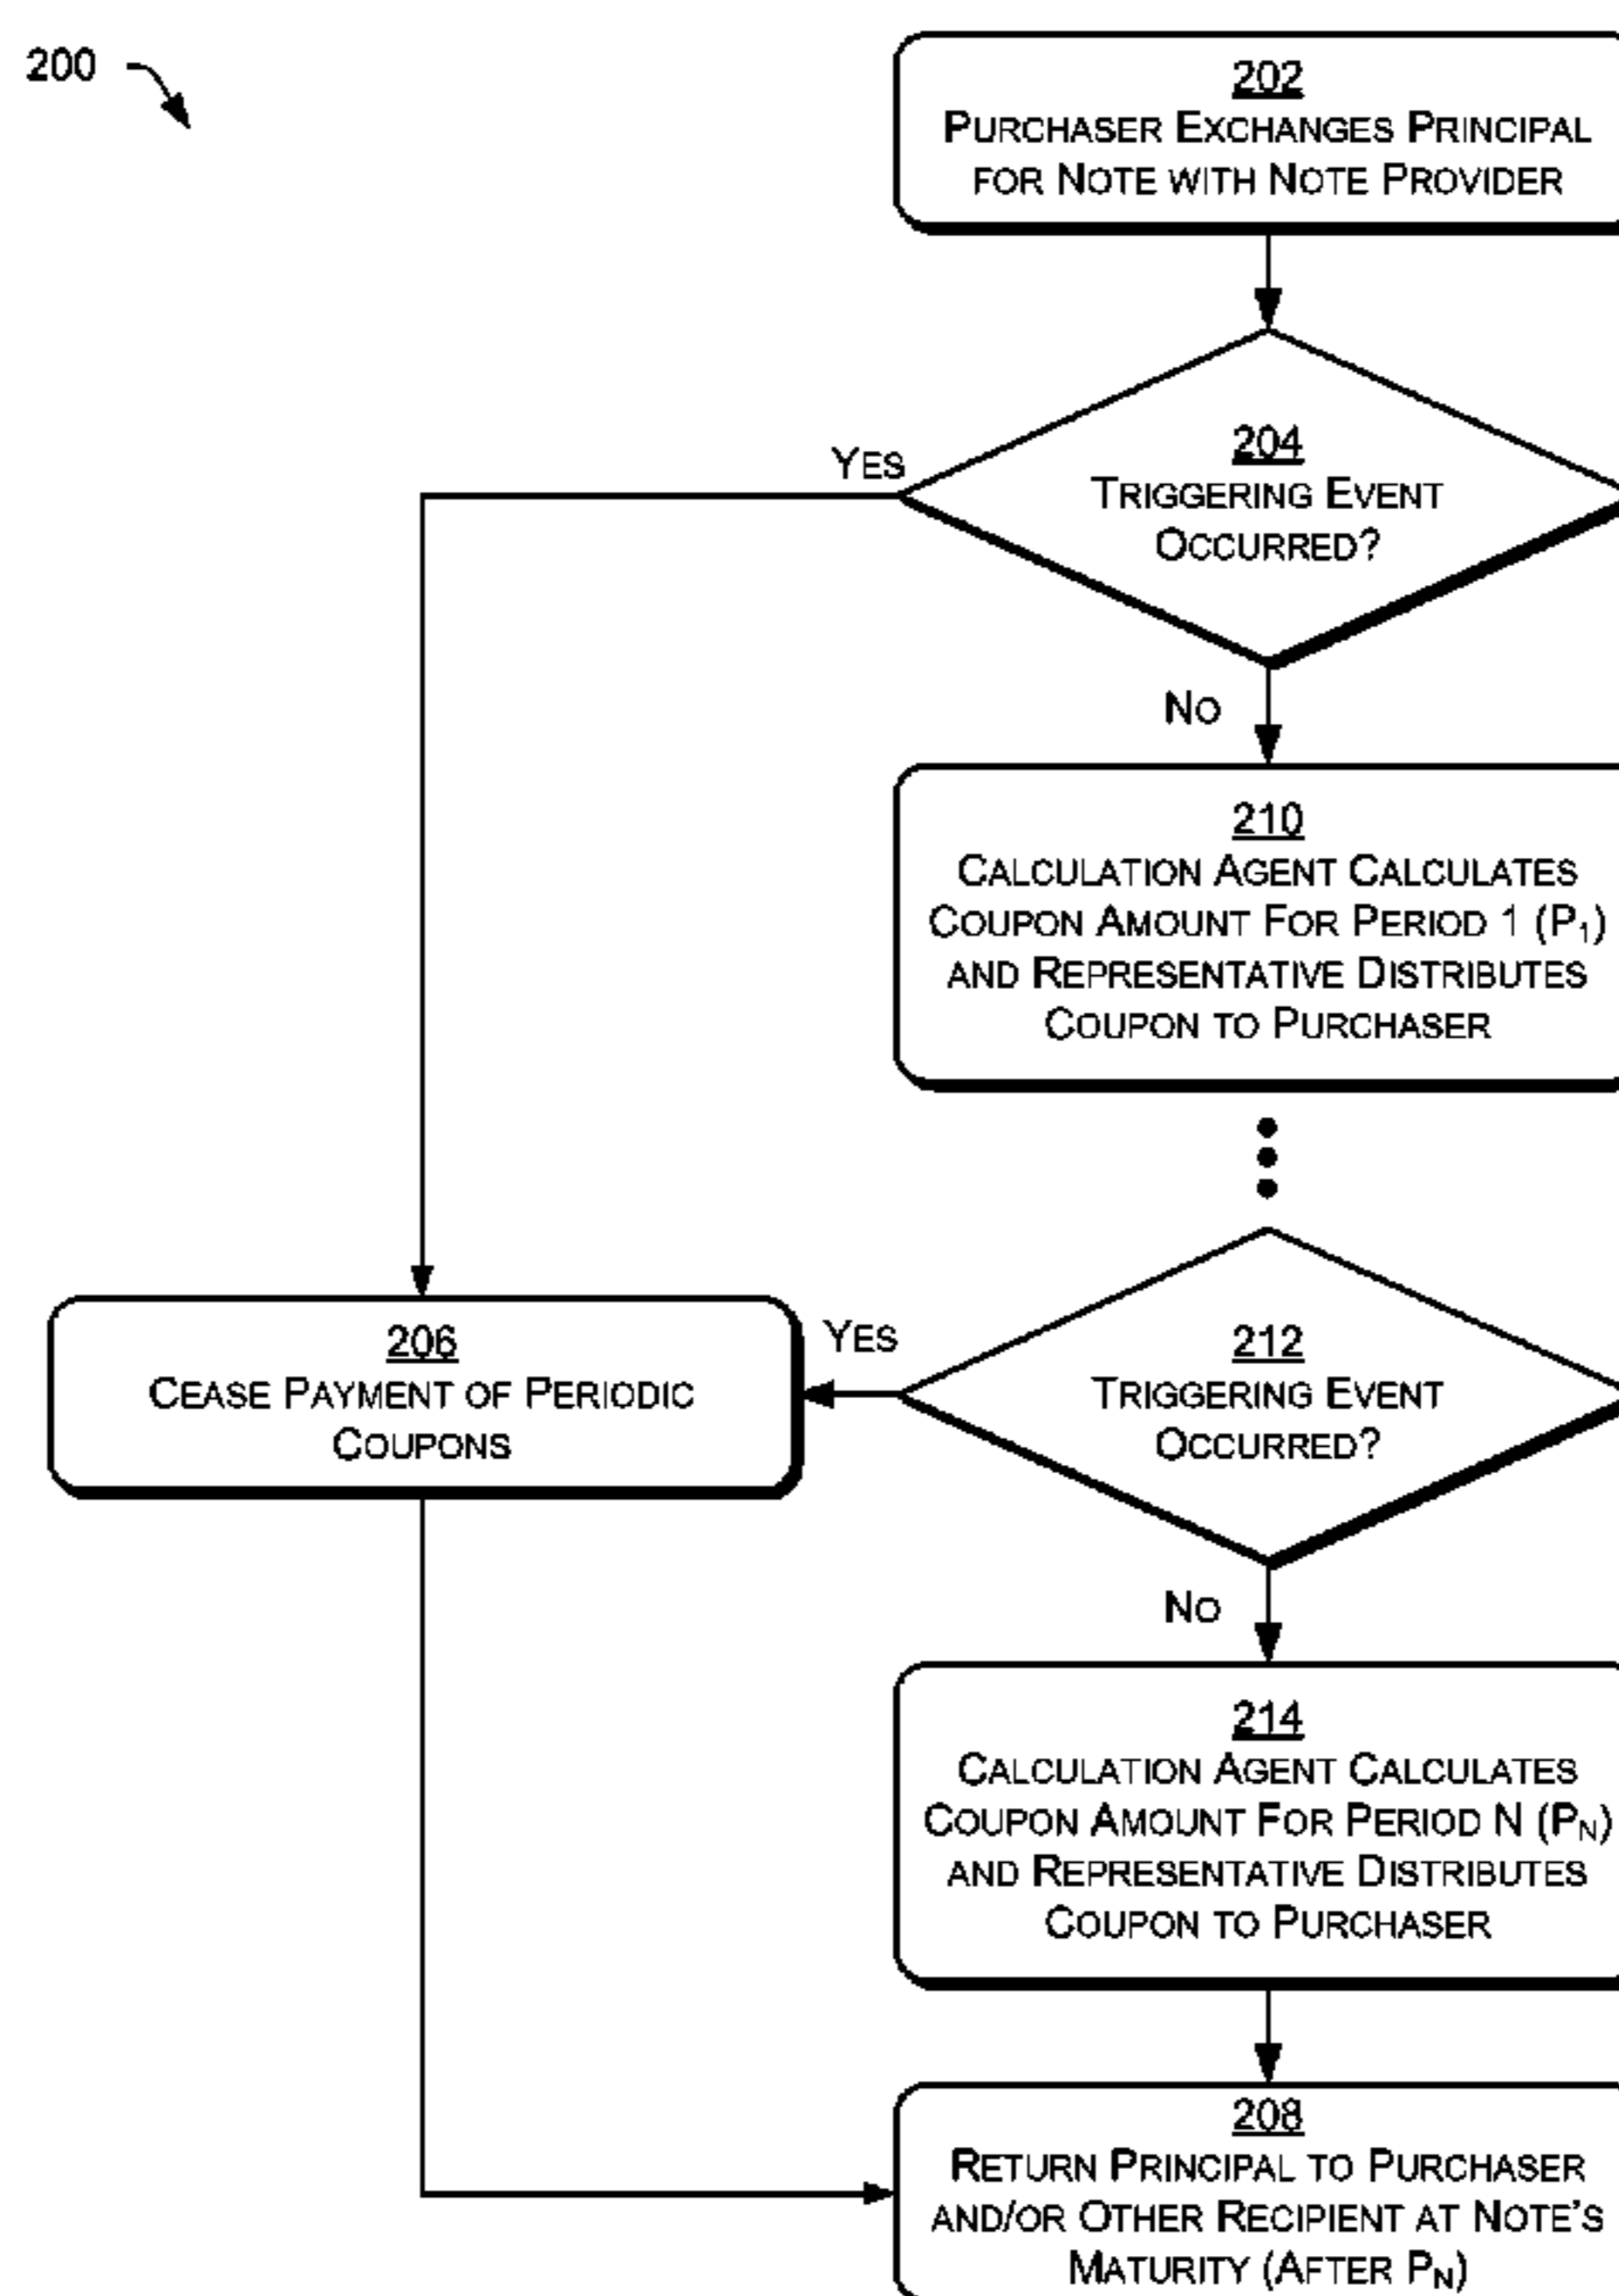 200
202
PURCHASER EXCHANGES PRINCIPAL
FOR NOTE WITH NOTE PROVIDER
204
TRIGGERING EVENT
OCCURRED?
YES
NO
210
CALCULATION AGENT CALCULATES
COUPON AMOUNT FOR PERIOD 1 (P₁)
AND REPRESENTATIVE DISTRIBUTES
COUPON TO PURCHASER
206
CEASE PAYMENT OF PERIODIC
COUPONS
YES
212
TRIGGERING EVENT
OCCURRED?
NO
214
CALCULATION AGENT CALCULATES
COUPON AMOUNT FOR PERIOD N (Pₙ)
AND REPRESENTATIVE DISTRIBUTES
COUPON TO PURCHASER
208
RETURN PRINCIPAL TO PURCHASER
AND/OR OTHER RECIPIENT AT NOTE'S
MATURITY (AFTER Pₙ)